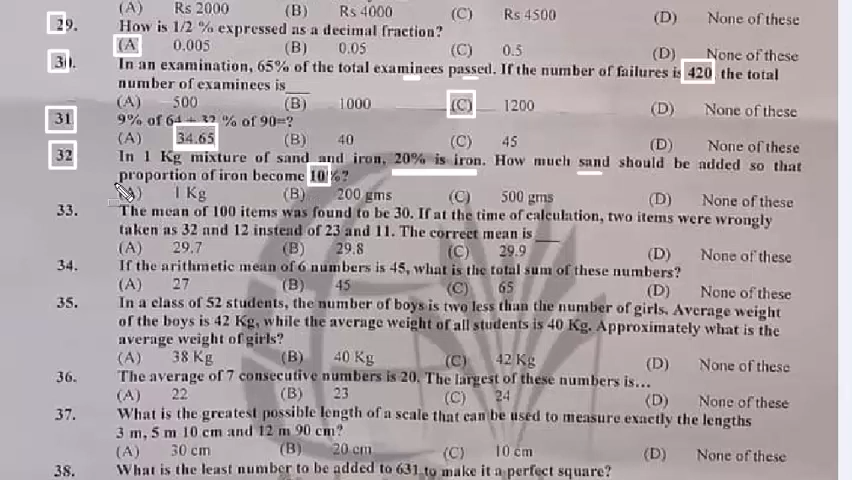 (A) Rs 2000 (B) Rs 4000 (C) Rs 4500 (D) None of these
29. How is 1/2 % expressed as a decimal fraction?
(A 0.005 (B) 0.05 (C) 0.5 (D) None of these
30. In an examination, 65% of the total examinees passed. If the number of failures is 420 the total
number of examinees is___
(A) 500 (B) 1000 (C) 1200 (D) None of these
31 9% of 64 + 32 % of 90=?
(A) 34.65 (B) 40 (C) 45 (D) None of these
32 In 1 Kg mixture of sand and iron, 20% is iron. How much sand should be added so that
proportion of iron become 10%?
(A) 1 Kg (B) 200 gms (C) 500 gms (D) None of these
33. The mean of 100 items was found to be 30. If at the time of calculation, two items were wrongly
taken as 32 and 12 instead of 23 and 11. The correct mean is ___
(A) 29.7 (B) 29.8 (C) 29.9 (D) None of these
34. If the arithmetic mean of 6 numbers is 45, what is the total sum of these numbers?
(A) 27 (B) 45 (C) 65 (D) None of these
35. In a class of 52 students, the number of boys is two less than the number of girls. Average weight
of the boys is 42 Kg, while the average weight of all students is 40 Kg. Approximately what is the
average weight of girls?
(A) 38 Kg (B) 40 Kg (C) 42 Kg (D) None of these
36. The average of 7 consecutive numbers is 20. The largest of these numbers is...
(A) 22 (B) 23 (C) 24 (D) None of these
37. What is the greatest possible length of a scale that can be used to measure exactly the lengths
3 m, 5 m 10 cm and 12 m 90 cm?
(A) 30 cm (B) 20 cm (C) 10 cm (D) None of these
38. What is the least number to be added to 631 to make it a perfect square?